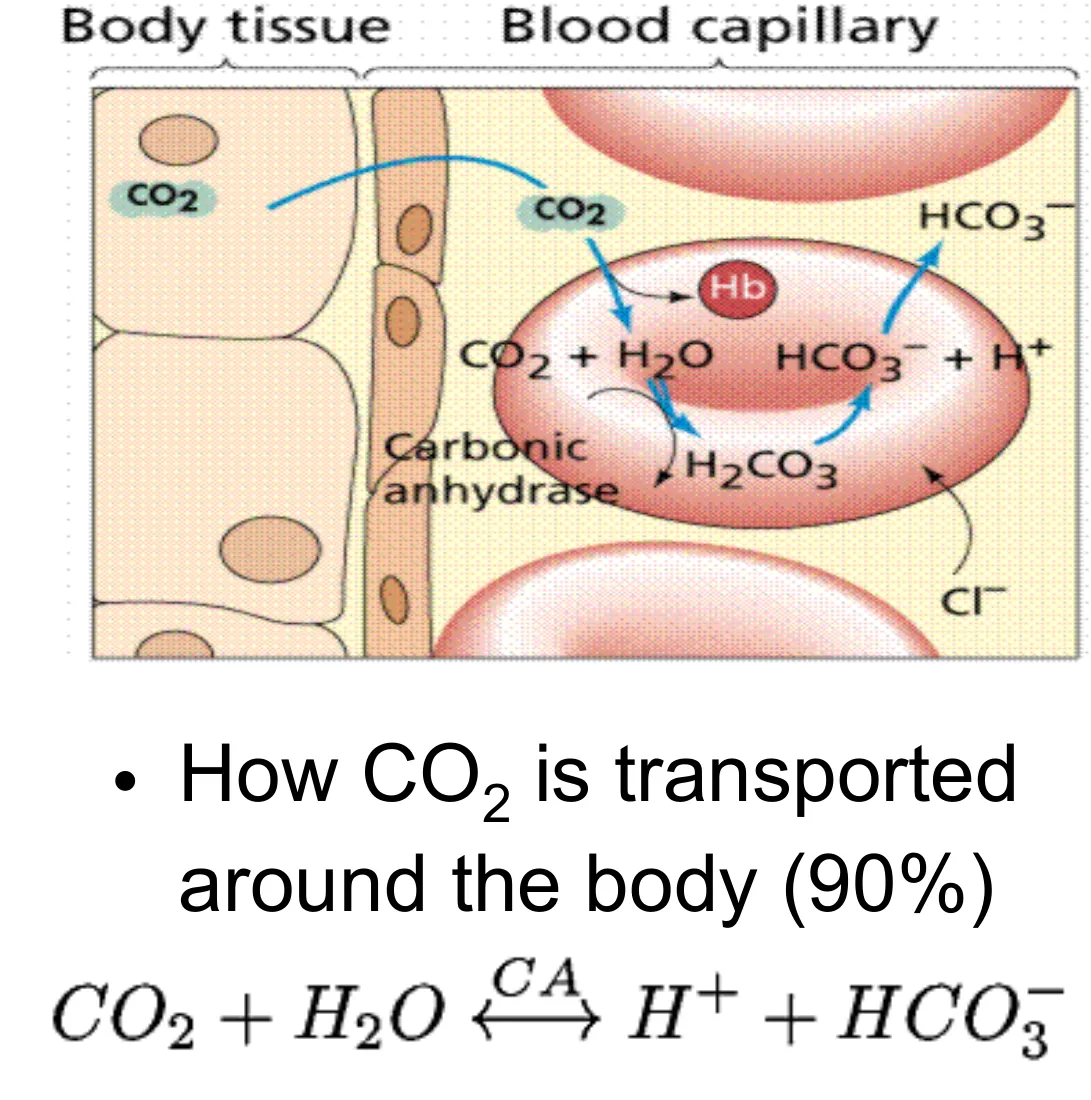 Body tissue
Blood capillary
CO2
CO2
HCO₃⁻
Hb
CO₂ + H₂O
HCO₃⁻ + H⁺
Carbonic
anhydrase
H₂CO₃
Cl⁻
• How CO₂ is transported
around the body (90%)
CO₂ + H₂O ⟷ H⁺ + HCO₃⁻
CA